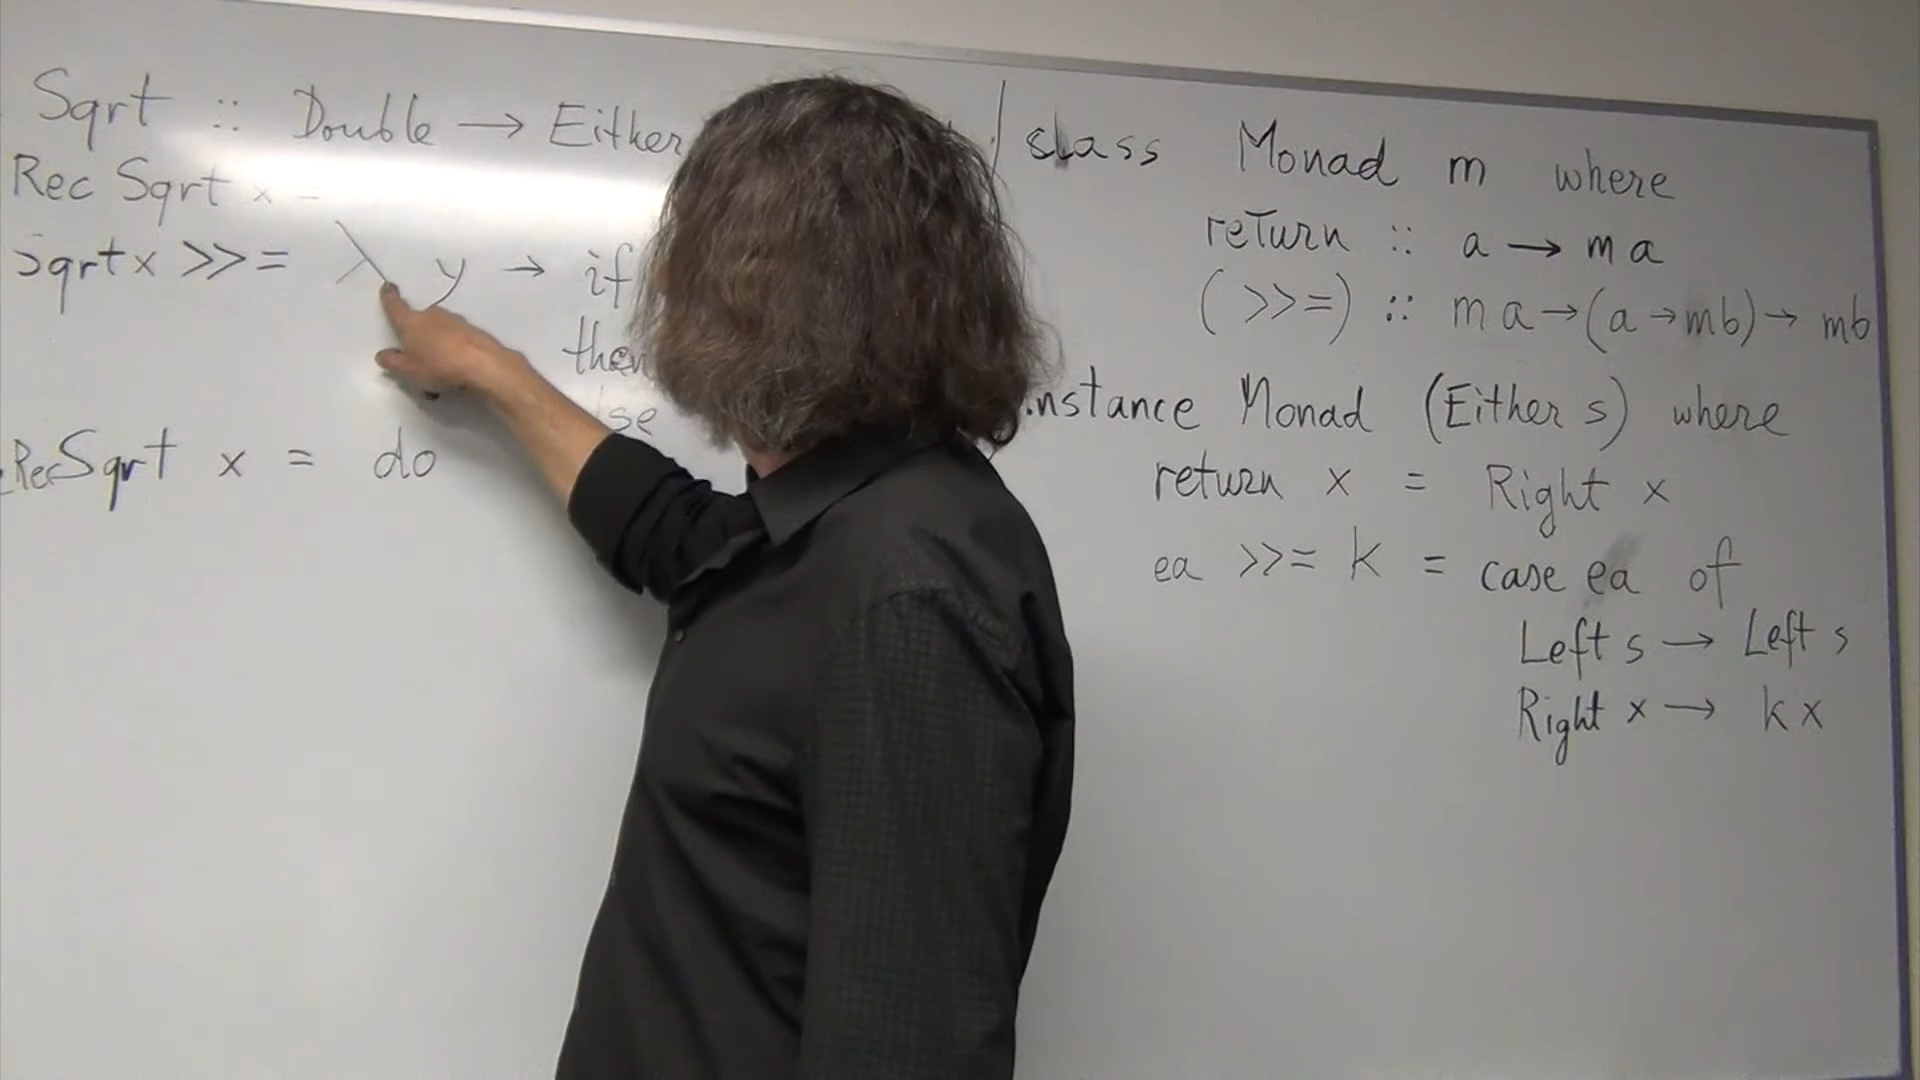 Sqrt :: Double → Either
Rec Sqrt x =
Sqrt x >>= λ y → if
then
else
RecSqrt x = do
class Monad m where
return :: a → m a
(>>=) :: m a → (a → m b) → m b
instance Monad (Either s) where
return x = Right x
ea >>= k = case ea of
Left s → Left s
Right x → k x